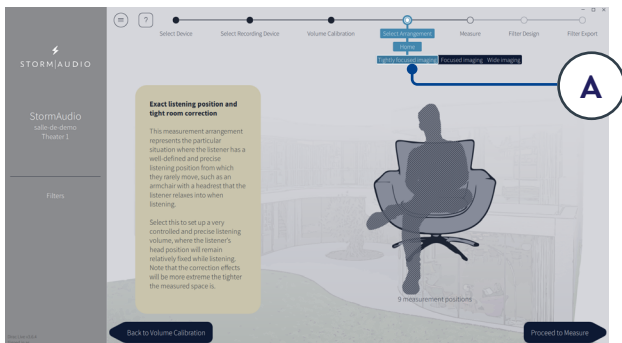 Select Device
Select Recording Device
Volume Calibration
Select Arrangement
Measure
Filter Design
Filter Export
?
Home
Tightly focused imaging Focused imaging Wide imaging
STORM|AUDIO
StormAudio
salle-de-demo
Theater 1
Filters
A
Exact listening position and
tight room correction
This measurement arrangement
represents the particular
situation where the listener has a
well-defined and precise
listening position from which
they rarely move, such as an
armchair with a headrest that the
listener relaxes into when
listening.
Select this to set up a very
controlled and precise listening
volume, where the listener's
head position will remain
relatively fixed while listening.
Note that the correction effects
will be more extreme the tighter
the measured space is.
9 measurement positions
Back to Volume Calibration
Proceed to Measure